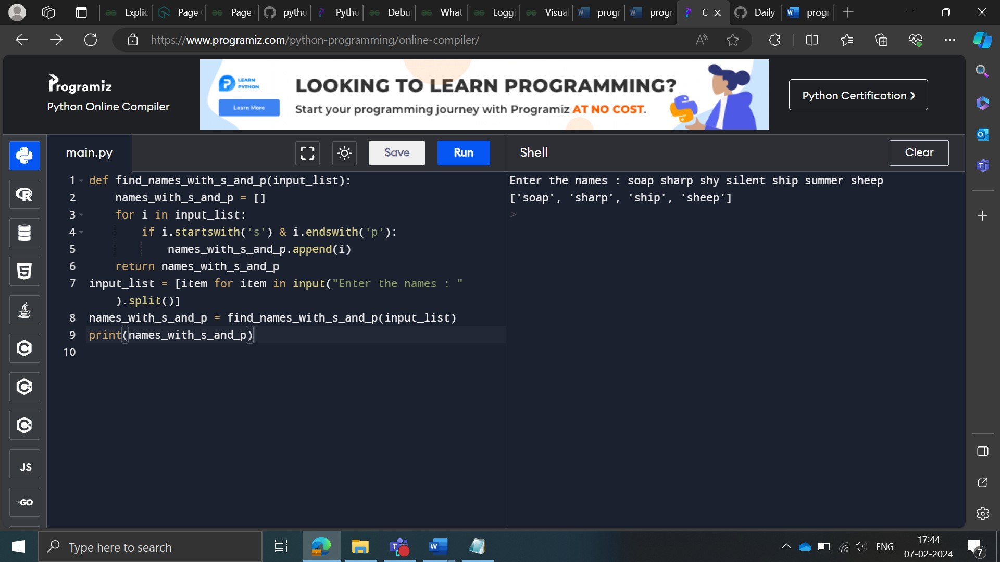 Explic
Page
Page
pytho
Pytho
Debu
What
Loggi
Visua
progr
progr
C
Daily_
progr
https://www.programiz.com/python-programming/online-compiler/
Programiz
Python Online Compiler
LEARN
PYTHON
Learn More
LOOKING TO LEARN PROGRAMMING?
Start your programming journey with Programiz AT NO COST.
Python Certification ❯
main.py
Save
Run
Shell
Clear
1 def find_names_with_s_and_p(input_list):
2 names_with_s_and_p = []
3 for i in input_list:
4 if i.startswith('s') & i.endswith('p'):
5 names_with_s_and_p.append(i)
6 return names_with_s_and_p
7 input_list = [item for item in input("Enter the names : "
).split()]
8 names_with_s_and_p = find_names_with_s_and_p(input_list)
9 print(names_with_s_and_p)
10
Enter the names : soap sharp shy silent ship summer sheep
['soap', 'sharp', 'ship', 'sheep']
>
R
5
C
C++
C#
JS
GO
Type here to search
ENG
17:44
07-02-2024
7